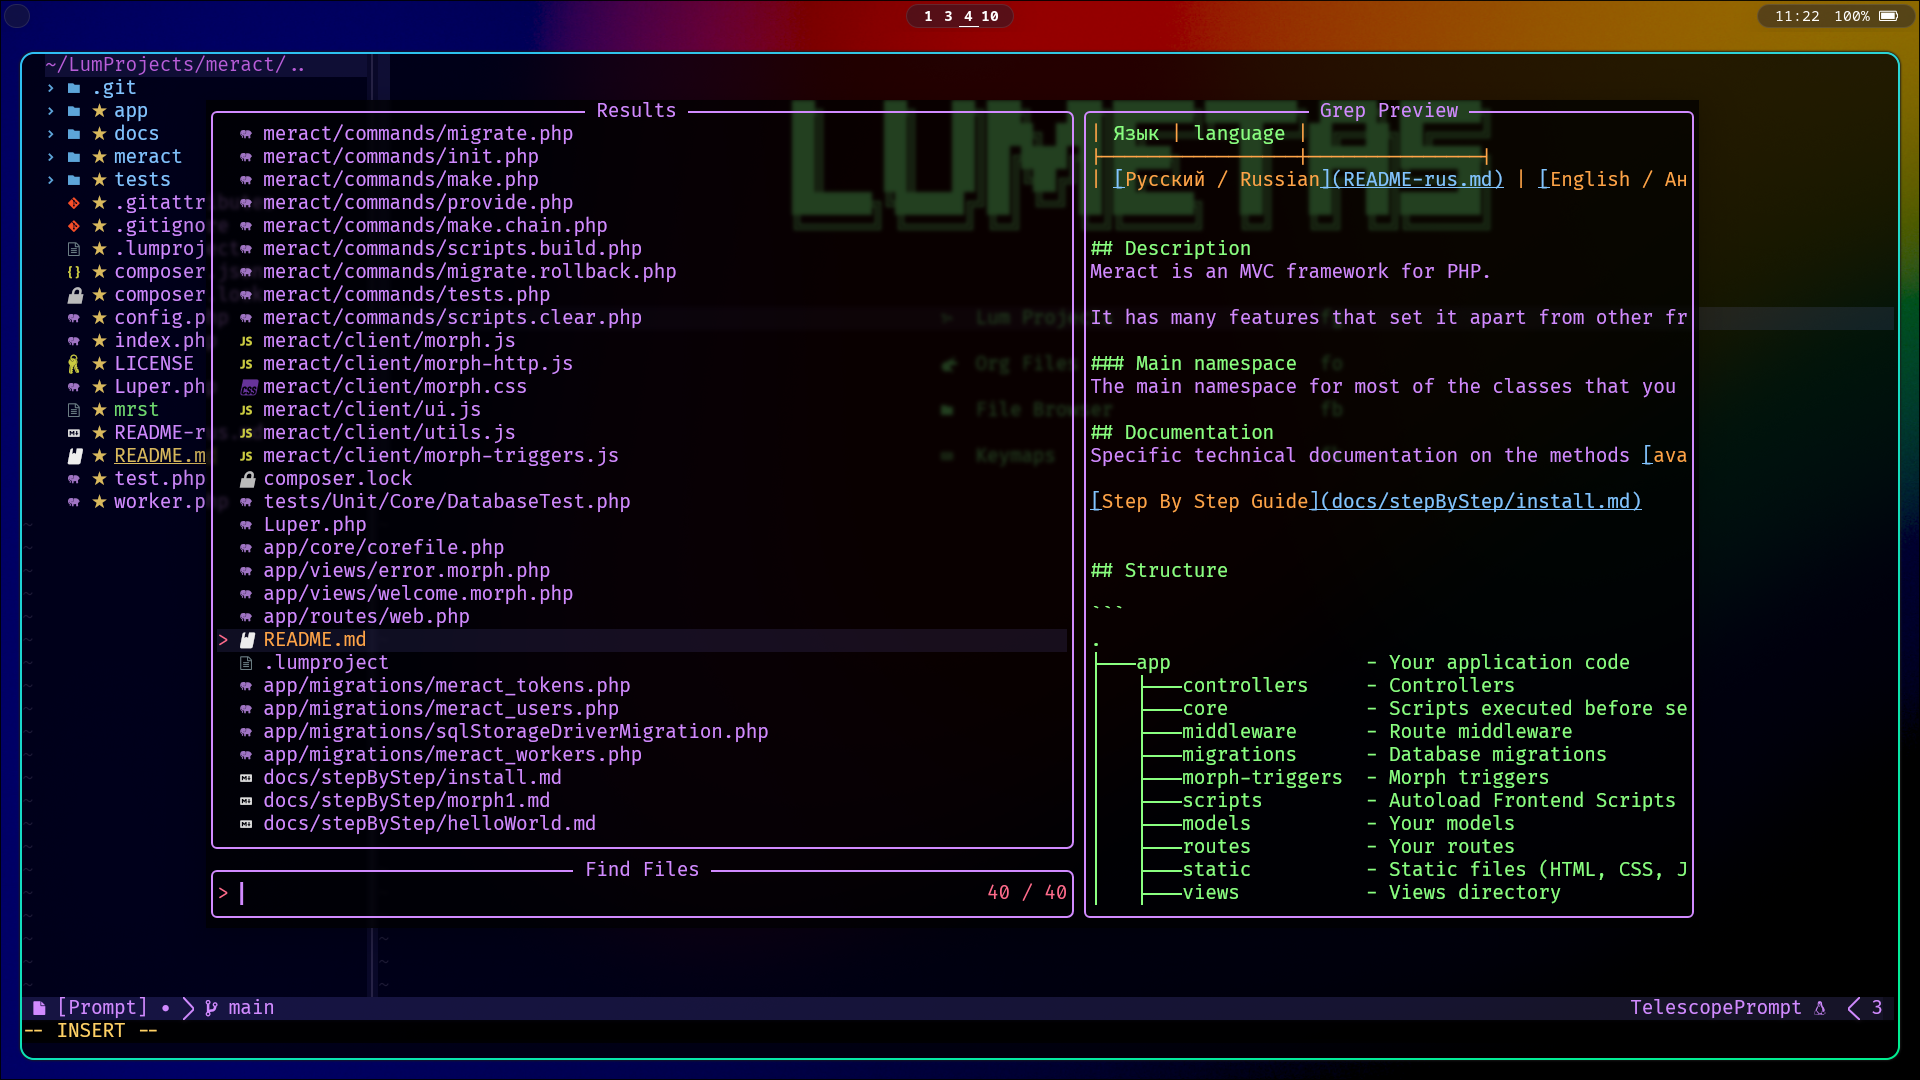 1 3 4 10
11:22 100%
~/LumProjects/meract/..
.git
app
docs
meract
tests
.gitattr
.gitigno
.lumproj
composer
composer
config.p
index.ph
LICENSE
Luper.ph
mrst
README-r
README.m
test.php
worker.p
Results
meract/commands/migrate.php
meract/commands/init.php
meract/commands/make.php
meract/commands/provide.php
meract/commands/make.chain.php
meract/commands/scripts.build.php
meract/commands/migrate.rollback.php
meract/commands/tests.php
meract/commands/scripts.clear.php
meract/client/morph.js
meract/client/morph-http.js
meract/client/morph.css
meract/client/ui.js
meract/client/utils.js
meract/client/morph-triggers.js
composer.lock
tests/Unit/Core/DatabaseTest.php
Luper.php
app/core/corefile.php
app/views/error.morph.php
app/views/welcome.morph.php
app/routes/web.php
> README.md
.lumproject
app/migrations/meract_tokens.php
app/migrations/meract_users.php
app/migrations/sqlStorageDriverMigration.php
app/migrations/meract_workers.php
docs/stepByStep/install.md
docs/stepByStep/morph1.md
docs/stepByStep/helloWorld.md
Find Files
> 40 / 40
Grep Preview
| Язык | language |
| [Русский / Russian](README-rus.md) | [English / Ан
## Description
Meract is an MVC framework for PHP.
It has many features that set it apart from other fr
### Main namespace
The main namespace for most of the classes that you
## Documentation
Specific technical documentation on the methods [ava
[Step By Step Guide](docs/stepByStep/install.md)
## Structure
```
.
├───app - Your application code
│ ├───controllers - Controllers
│ ├───core - Scripts executed before se
│ ├───middleware - Route middleware
│ ├───migrations - Database migrations
│ ├───morph-triggers - Morph triggers
│ ├───scripts - Autoload Frontend Scripts
│ ├───models - Your models
│ ├───routes - Your routes
│ ├───static - Static files (HTML, CSS, J
│ ├───views - Views directory
Lum Proj
Org Files fo
File Browser fb
Keymaps
[Prompt] • main
TelescopePrompt 3
-- INSERT --